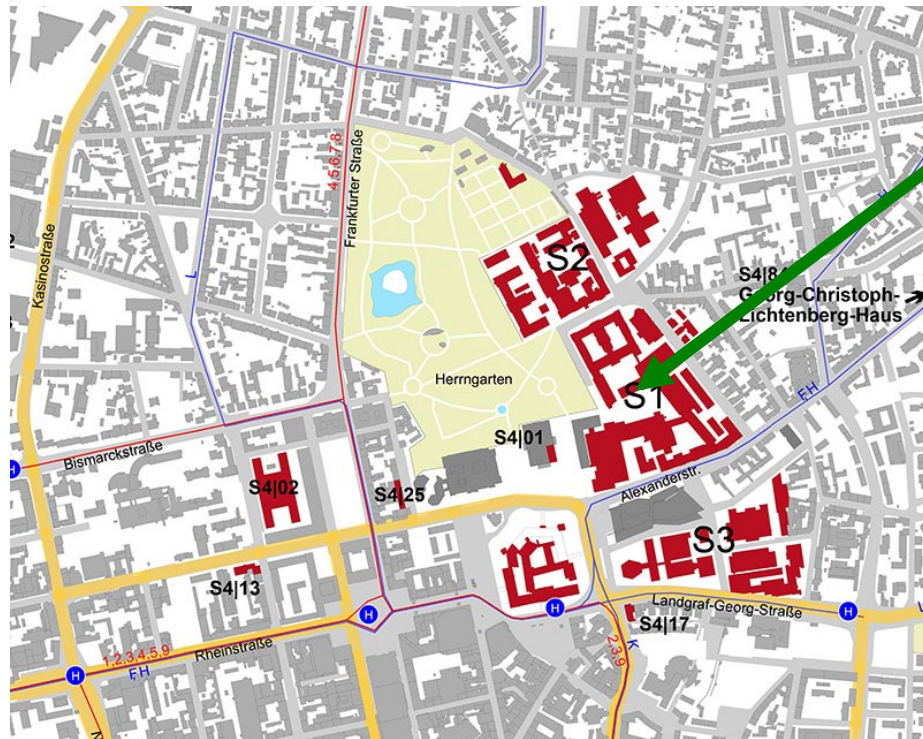 Kasinostraße
L
4,5,6,7,8
Frankfurter Straße
S2
H
S4|84
Georg-Christoph-
Lichtenberg-Haus
Herrngarten
S1
F,H
S4|01
Bismarckstraße
H
S4|02
S4|25
Alexanderstr.
S3
S4|13
H
H
Landgraf-Georg-Straße
H
S4|17
1,2,3,4,5,9
Rheinstraße
F,H
H
2,3,9
K